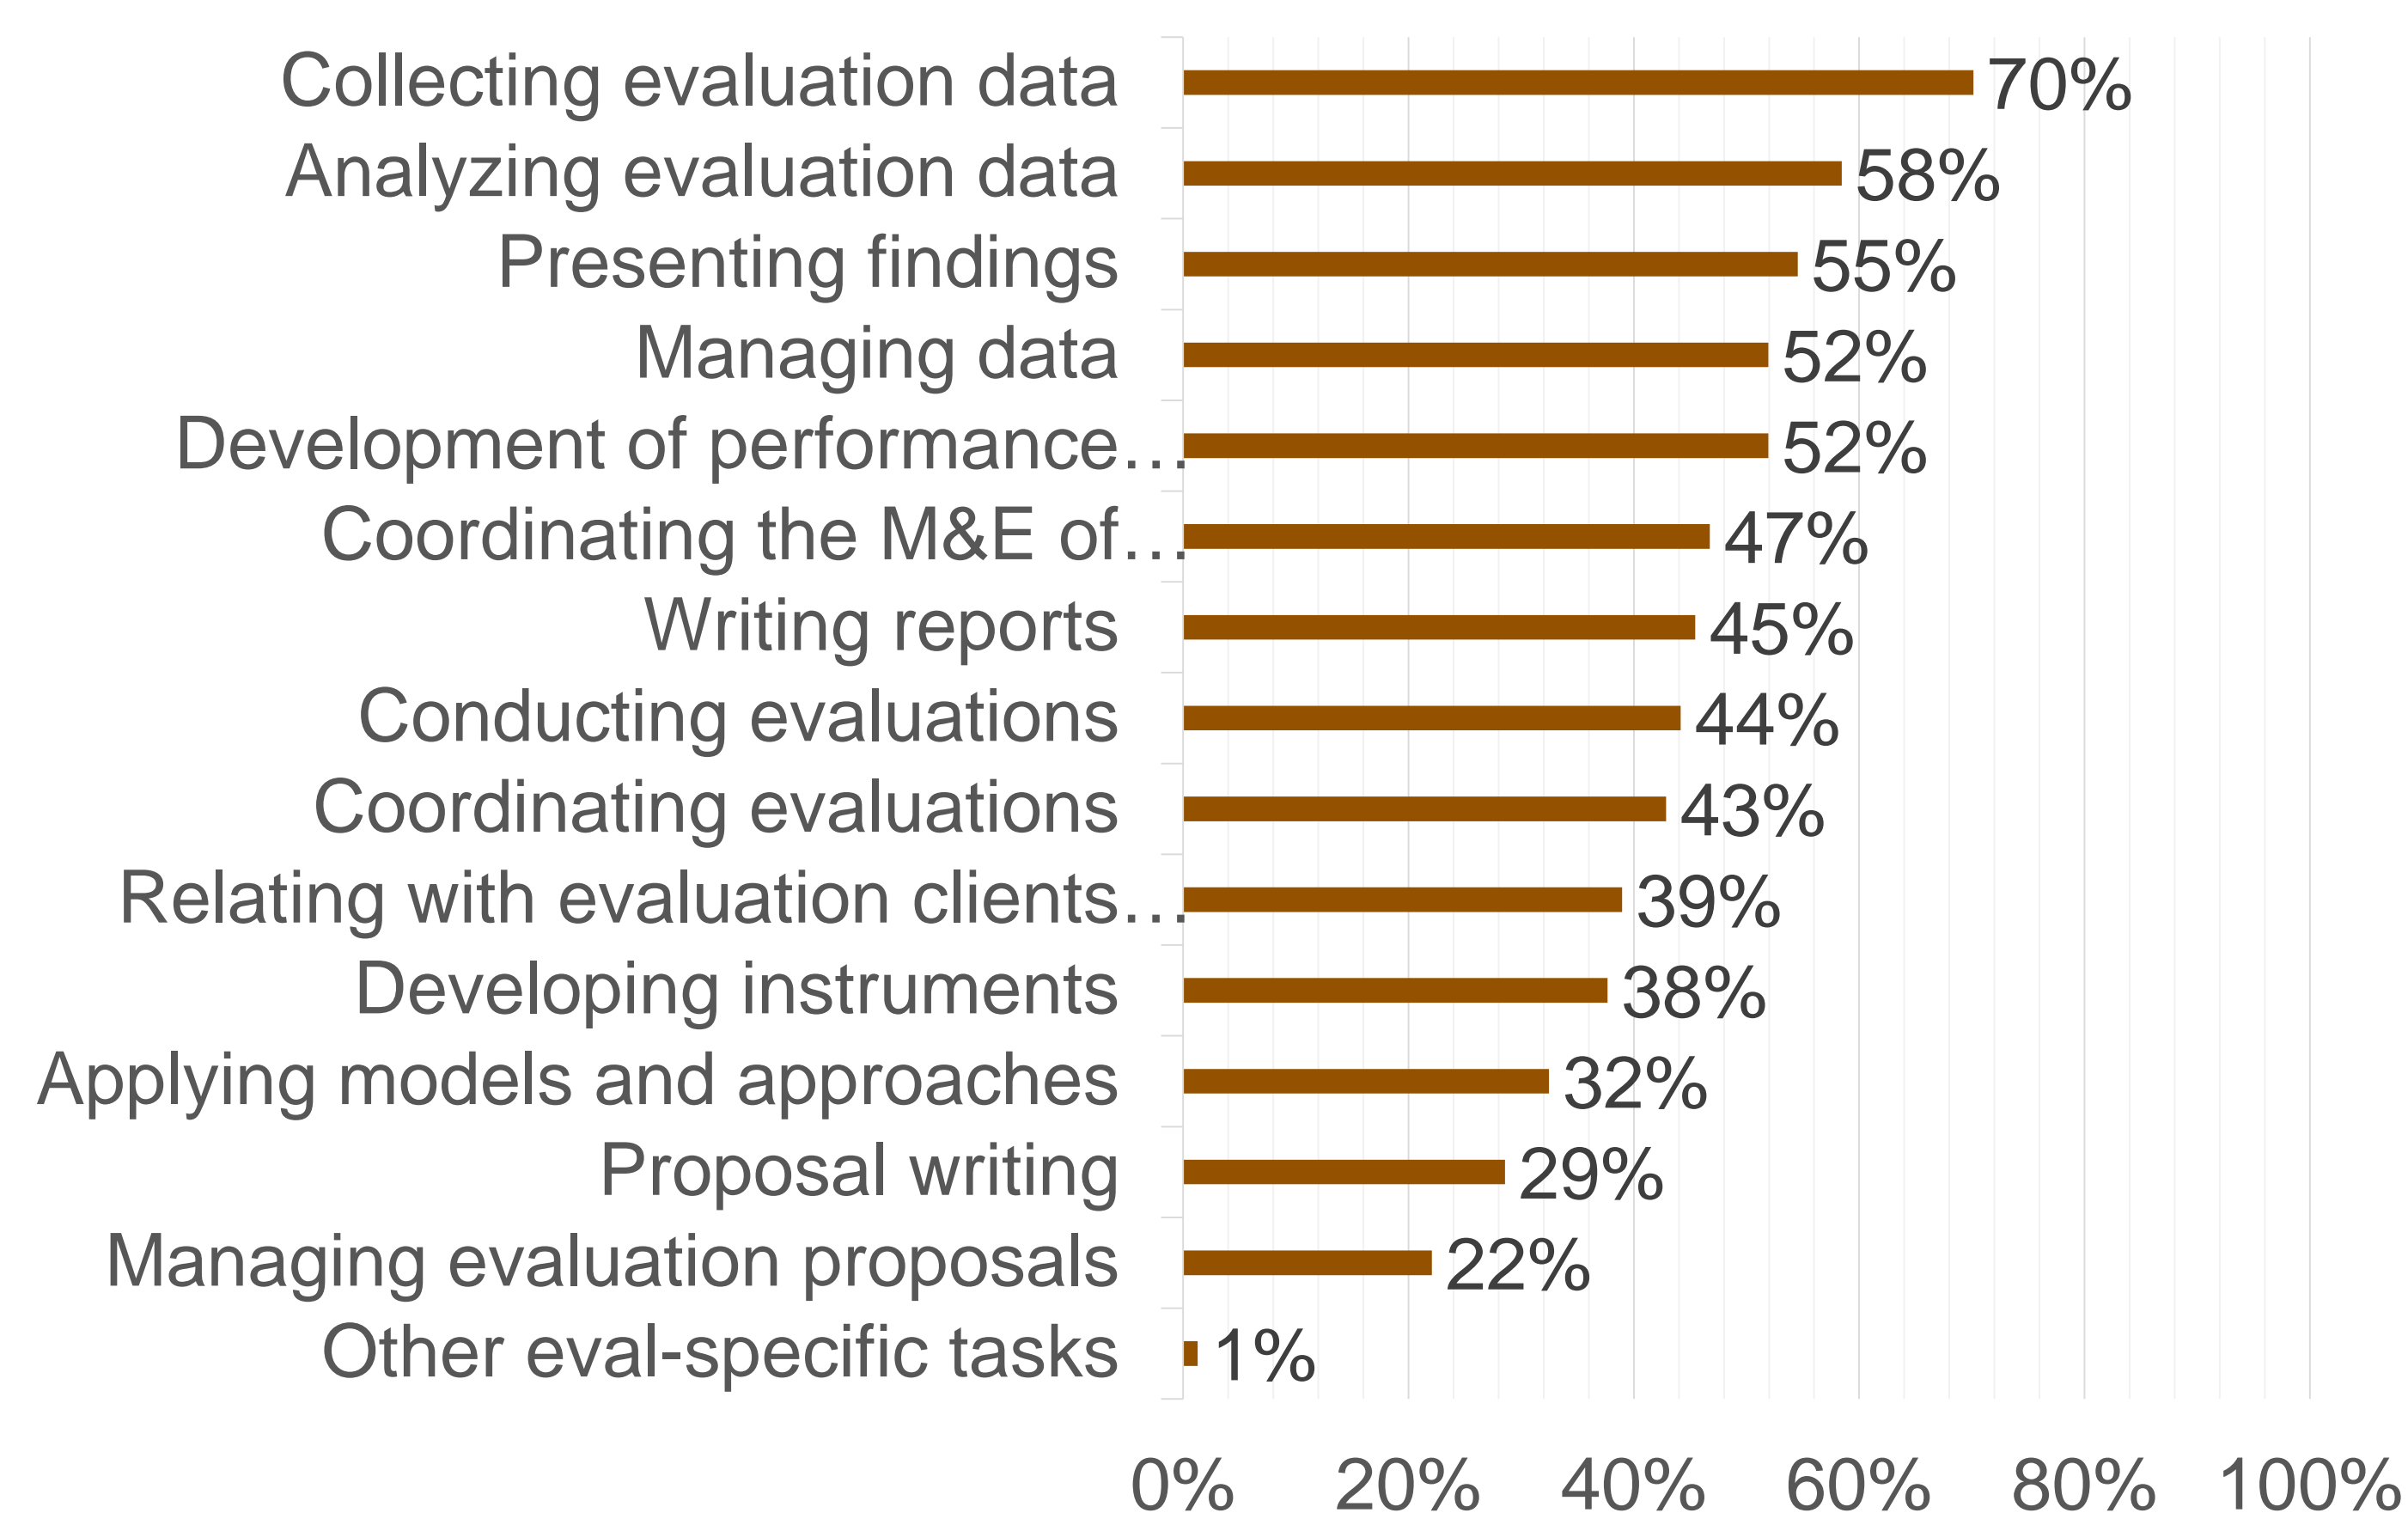 Collecting evaluation data 70%
Analyzing evaluation data 58%
Presenting findings 55%
Managing data 52%
Development of performance… 52%
Coordinating the M&E of… 47%
Writing reports 45%
Conducting evaluations 44%
Coordinating evaluations 43%
Relating with evaluation clients… 39%
Developing instruments 38%
Applying models and approaches 32%
Proposal writing 29%
Managing evaluation proposals 22%
Other eval-specific tasks 1%
0% 20% 40% 60% 80% 100%